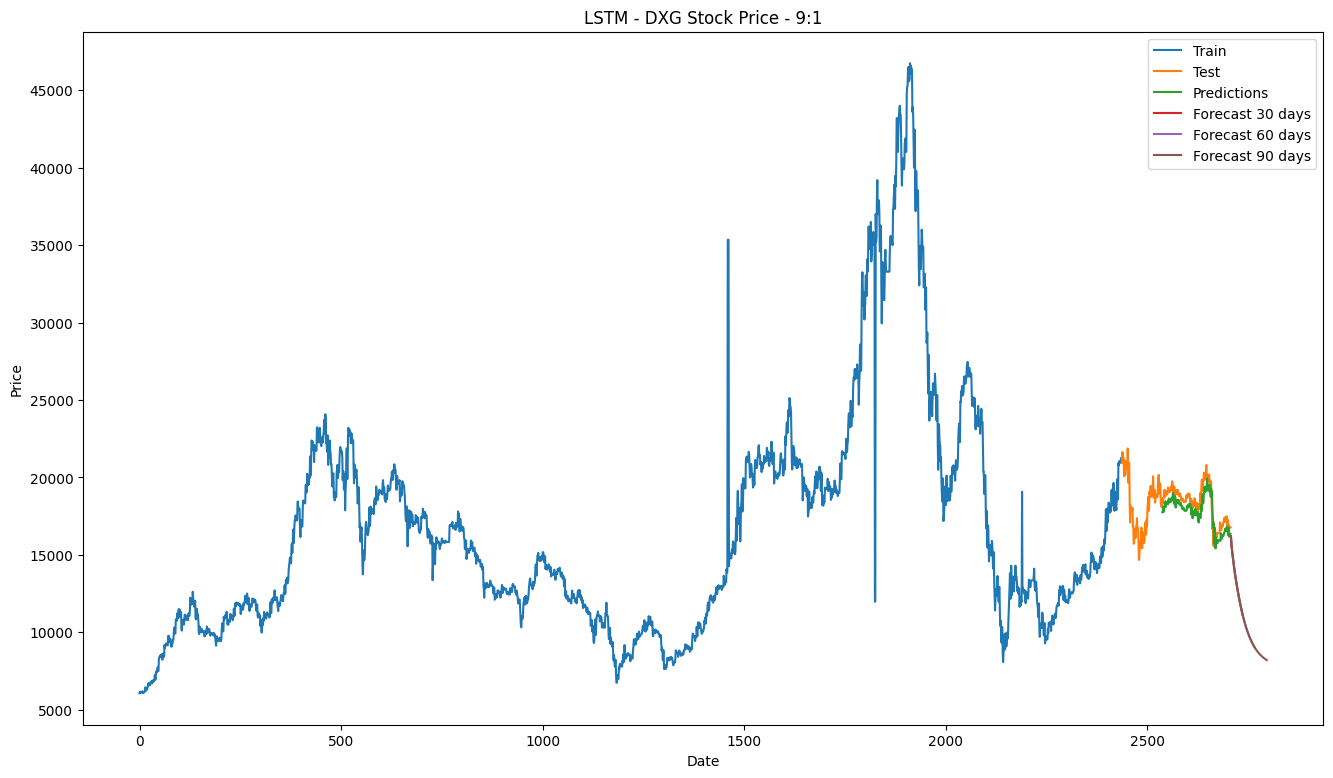 LSTM - DXG Stock Price - 9:1
Train
Test
Predictions
Forecast 30 days
Forecast 60 days
Forecast 90 days
Price
45000
40000
35000
30000
25000
20000
15000
10000
5000
0
500
1000
1500
2000
2500
Date